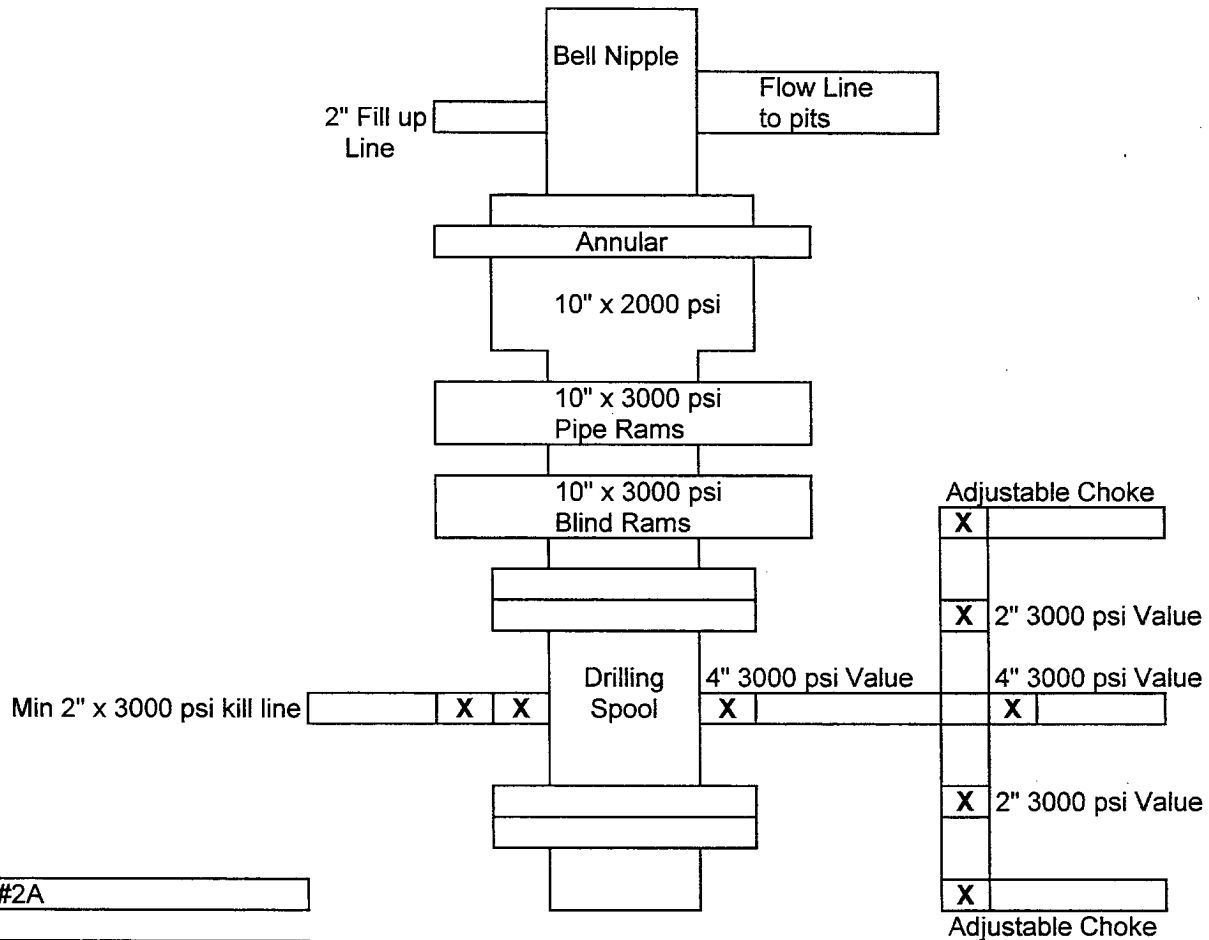 Bell Nipple
Flow Line
to pits
2" Fill up
Line
Annular
10" x 2000 psi
10" x 3000 psi
Pipe Rams
10" x 3000 psi
Blind Rams
Adjustable Choke
X
X 2" 3000 psi Value
Drilling
Spool
4" 3000 psi Value
4" 3000 psi Value
Min 2" x 3000 psi kill line
X X
X
X
X 2" 3000 psi Value
#2A
X
Adjustable Choke